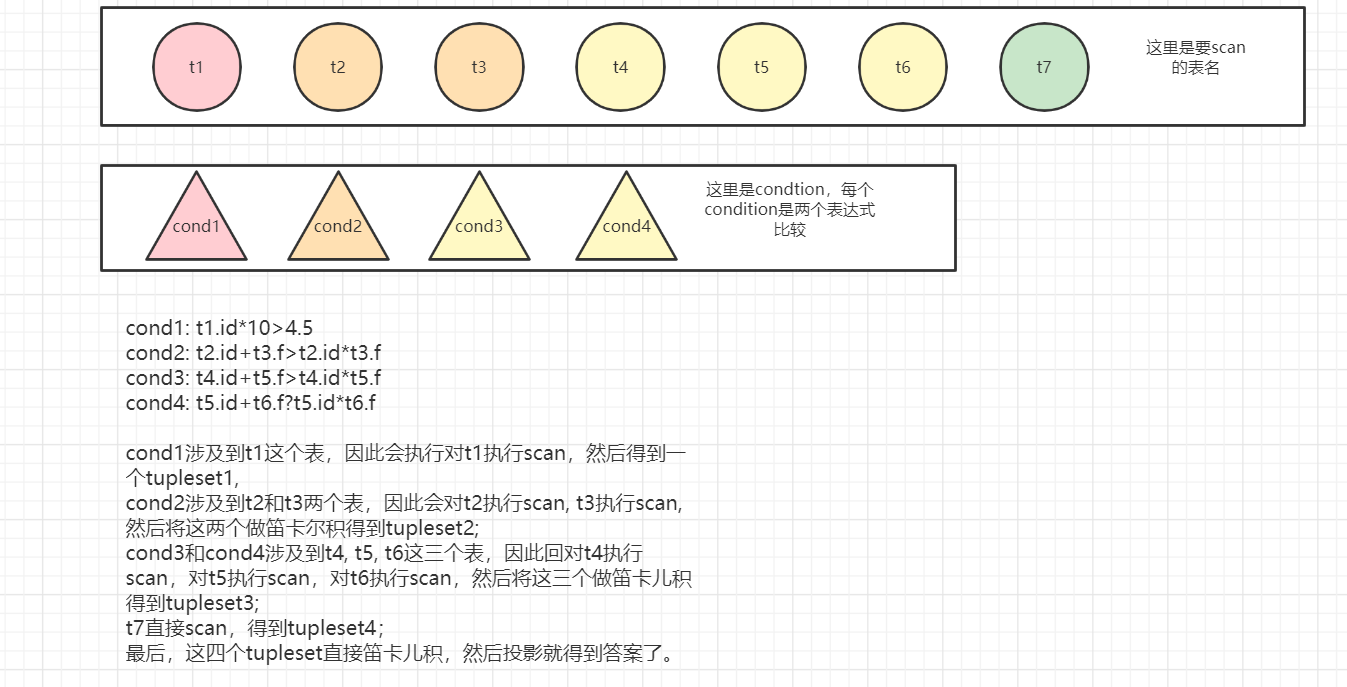 t1
t2
t3
t4
t5
t6
t7
这里是要scan
的表名
cond1
cond2
cond3
cond4
这里是condtion，每个
condition是两个表达式
比较
cond1: t1.id*10>4.5
cond2: t2.id+t3.f>t2.id*t3.f
cond3: t4.id+t5.f>t4.id*t5.f
cond4: t5.id+t6.f?t5.id*t6.f
cond1涉及到t1这个表，因此会执行对t1执行scan，然后得到一
个tupleset1,
cond2涉及到t2和t3两个表，因此会对t2执行scan, t3执行scan,
然后将这两个做笛卡尔积得到tupleset2;
cond3和cond4涉及到t4, t5, t6这三个表，因此回对t4执行
scan，对t5执行scan，对t6执行scan，然后将这三个做笛卡儿积
得到tupleset3;
t7直接scan，得到tupleset4；
最后，这四个tupleset直接笛卡儿积，然后投影就得到答案了。